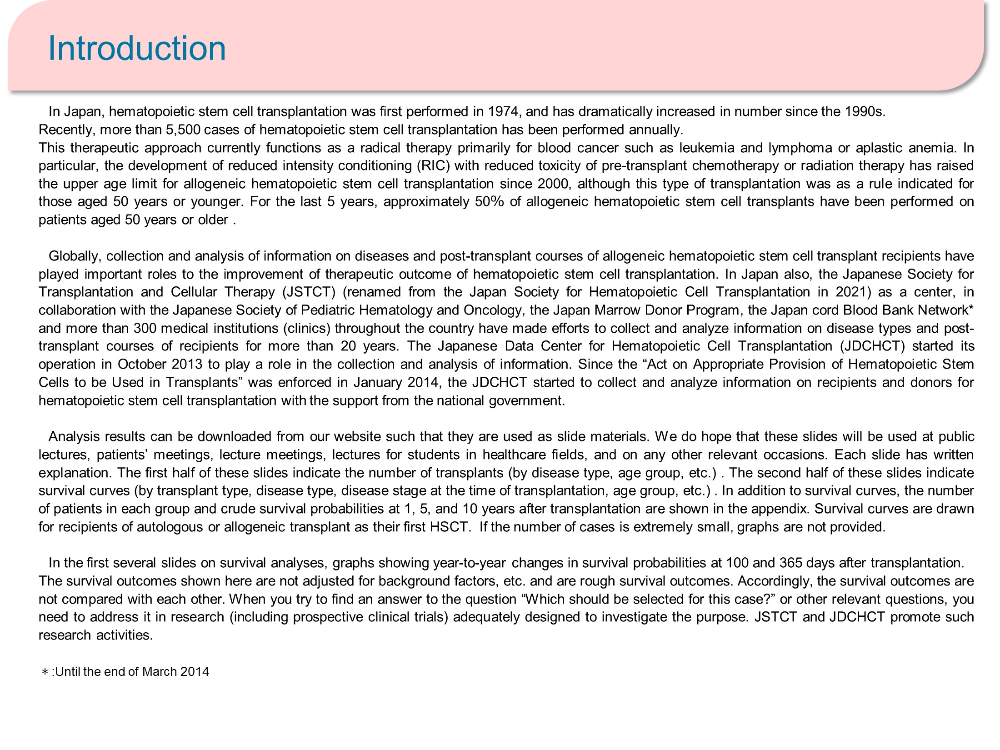 Introduction
In Japan, hematopoietic stem cell transplantation was first performed in 1974, and has dramatically increased in number since the 1990s.
Recently, more than 5,500 cases of hematopoietic stem cell transplantation has been performed annually.
This therapeutic approach currently functions as a radical therapy primarily for blood cancer such as leukemia and lymphoma or aplastic anemia. In
particular, the development of reduced intensity conditioning (RIC) with reduced toxicity of pre-transplant chemotherapy or radiation therapy has raised
the upper age limit for allogeneic hematopoietic stem cell transplantation since 2000, although this type of transplantation was as a rule indicated for
those aged 50 years or younger. For the last 5 years, approximately 50% of allogeneic hematopoietic stem cell transplants have been performed on
patients aged 50 years or older .
Globally, collection and analysis of information on diseases and post-transplant courses of allogeneic hematopoietic stem cell transplant recipients have
played important roles to the improvement of therapeutic outcome of hematopoietic stem cell transplantation. In Japan also, the Japanese Society for
Transplantation and Cellular Therapy (JSTCT) (renamed from the Japan Society for Hematopoietic Cell Transplantation in 2021) as a center, in
collaboration with the Japanese Society of Pediatric Hematology and Oncology, the Japan Marrow Donor Program, the Japan cord Blood Bank Network*
and more than 300 medical institutions (clinics) throughout the country have made efforts to collect and analyze information on disease types and post-
transplant courses of recipients for more than 20 years. The Japanese Data Center for Hematopoietic Cell Transplantation (JDCHCT) started its
operation in October 2013 to play a role in the collection and analysis of information. Since the “Act on Appropriate Provision of Hematopoietic Stem
Cells to be Used in Transplants” was enforced in January 2014, the JDCHCT started to collect and analyze information on recipients and donors for
hematopoietic stem cell transplantation with the support from the national government.
Analysis results can be downloaded from our website such that they are used as slide materials. We do hope that these slides will be used at public
lectures, patients’ meetings, lecture meetings, lectures for students in healthcare fields, and on any other relevant occasions. Each slide has written
explanation. The first half of these slides indicate the number of transplants (by disease type, age group, etc.) . The second half of these slides indicate
survival curves (by transplant type, disease type, disease stage at the time of transplantation, age group, etc.) . In addition to survival curves, the number
of patients in each group and crude survival probabilities at 1, 5, and 10 years after transplantation are shown in the appendix. Survival curves are drawn
for recipients of autologous or allogeneic transplant as their first HSCT. If the number of cases is extremely small, graphs are not provided.
In the first several slides on survival analyses, graphs showing year-to-year changes in survival probabilities at 100 and 365 days after transplantation.
The survival outcomes shown here are not adjusted for background factors, etc. and are rough survival outcomes. Accordingly, the survival outcomes are
not compared with each other. When you try to find an answer to the question “Which should be selected for this case?” or other relevant questions, you
need to address it in research (including prospective clinical trials) adequately designed to investigate the purpose. JSTCT and JDCHCT promote such
research activities.
＊:Until the end of March 2014